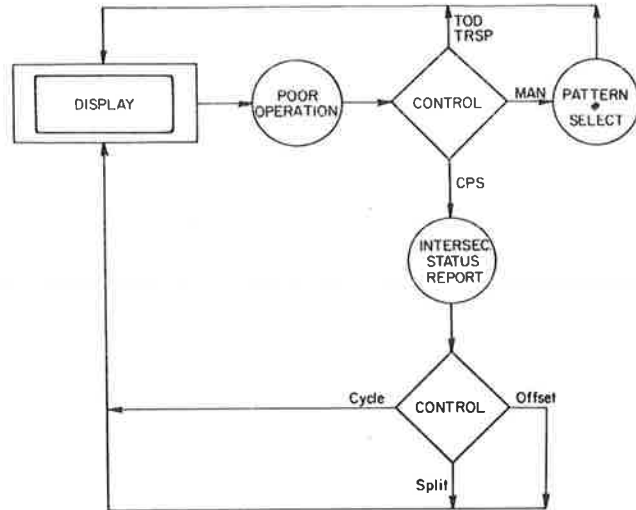 TOD
TRSP
DISPLAY
POOR
OPERATION
CONTROL
MAN
PATTERN
SELECT
CPS
INTERSEC.
STATUS
REPORT
Cycle
CONTROL
Offset
Split